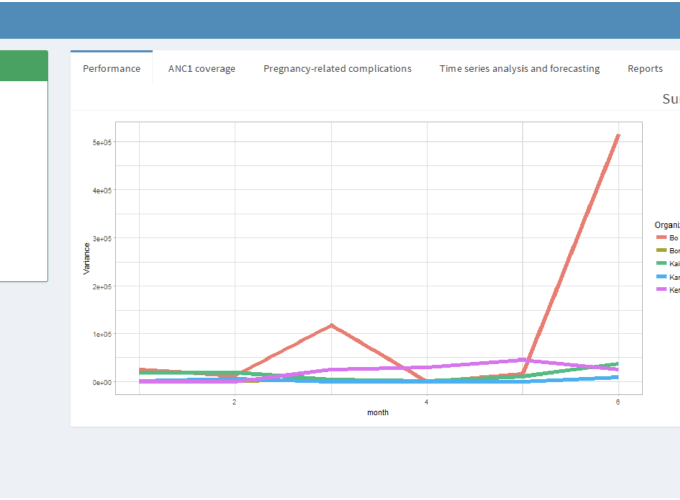 Performance ANC1 coverage Pregnancy-related complications Time series analysis and forecasting Reports
Su
5e+05
4e+05
3e+05
2e+05
1e+05
0e+00
Variance
2 4 6
month
Organi
Bo
Bo
Kai
Ka
Ke